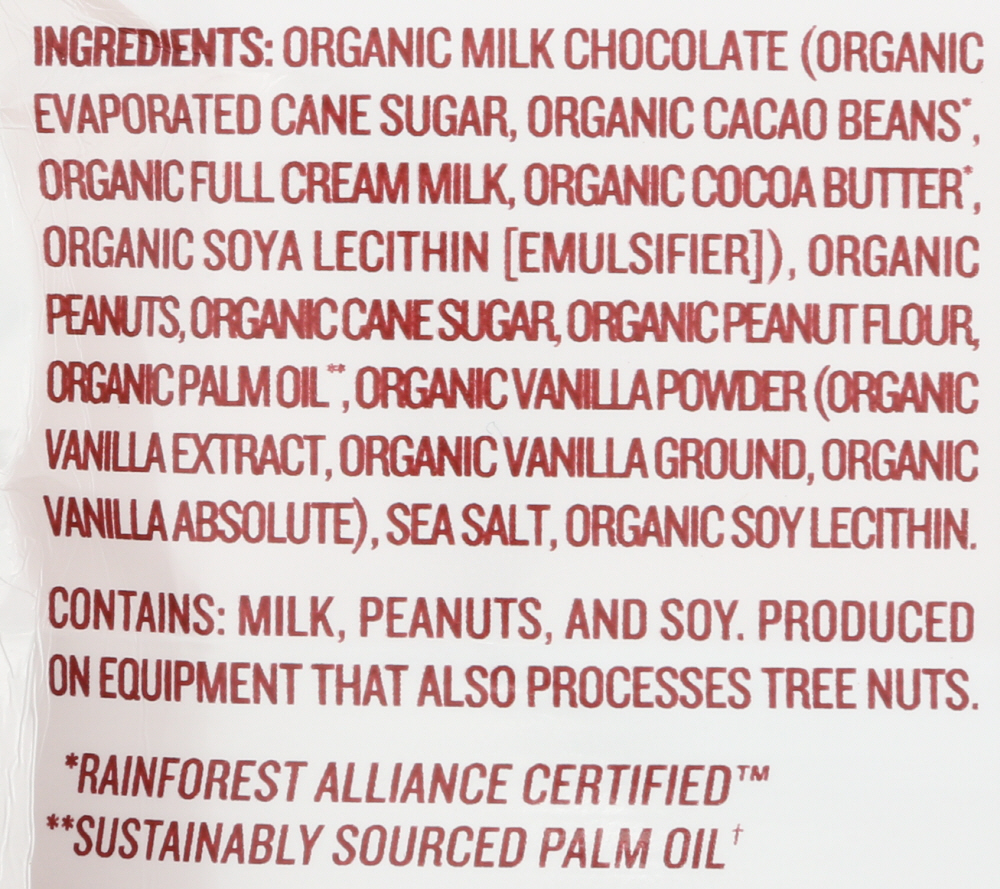 INGREDIENTS: ORGANIC MILK CHOCOLATE (ORGANIC
EVAPORATED CANE SUGAR, ORGANIC CACAO BEANS*,
ORGANIC FULL CREAM MILK, ORGANIC COCOA BUTTER*,
ORGANIC SOYA LECITHIN [EMULSIFIER]), ORGANIC
PEANUTS, ORGANIC CANE SUGAR, ORGANIC PEANUT FLOUR,
ORGANIC PALM OIL**, ORGANIC VANILLA POWDER (ORGANIC
VANILLA EXTRACT, ORGANIC VANILLA GROUND, ORGANIC
VANILLA ABSOLUTE), SEA SALT, ORGANIC SOY LECITHIN.
CONTAINS: MILK, PEANUTS, AND SOY. PRODUCED
ON EQUIPMENT THAT ALSO PROCESSES TREE NUTS.
*RAINFOREST ALLIANCE CERTIFIED™
**SUSTAINABLY SOURCED PALM OIL†